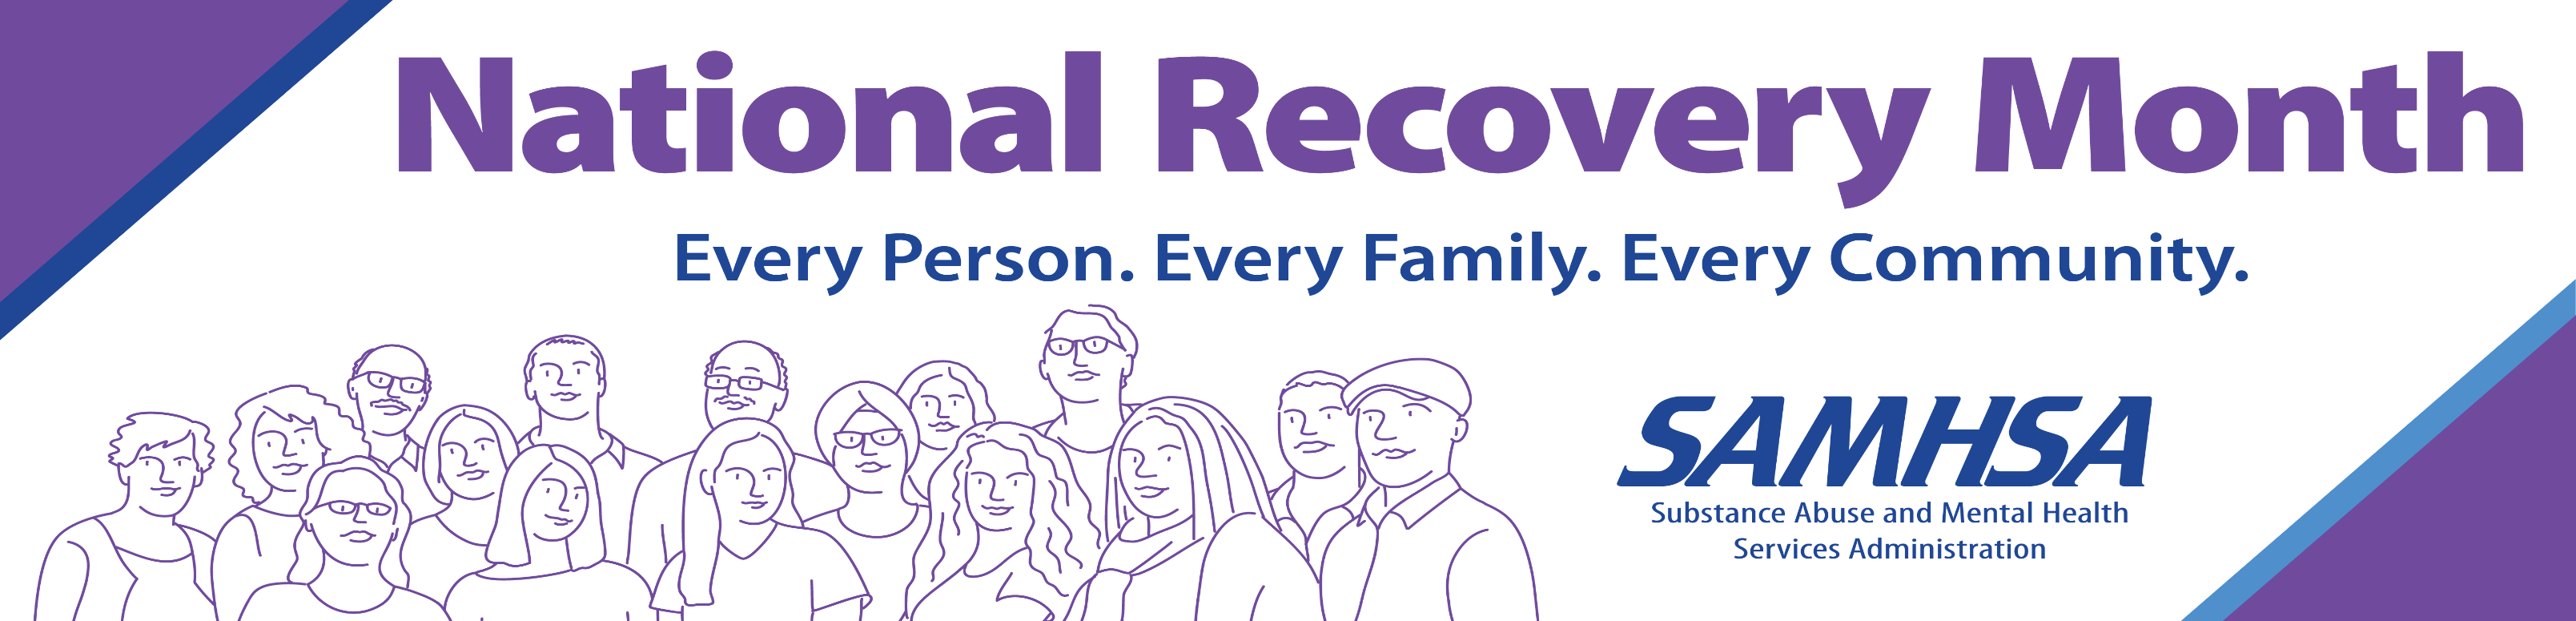 National Recovery Month
Every Person. Every Family. Every Community.
SAMHSA
Substance Abuse and Mental Health
Services Administration